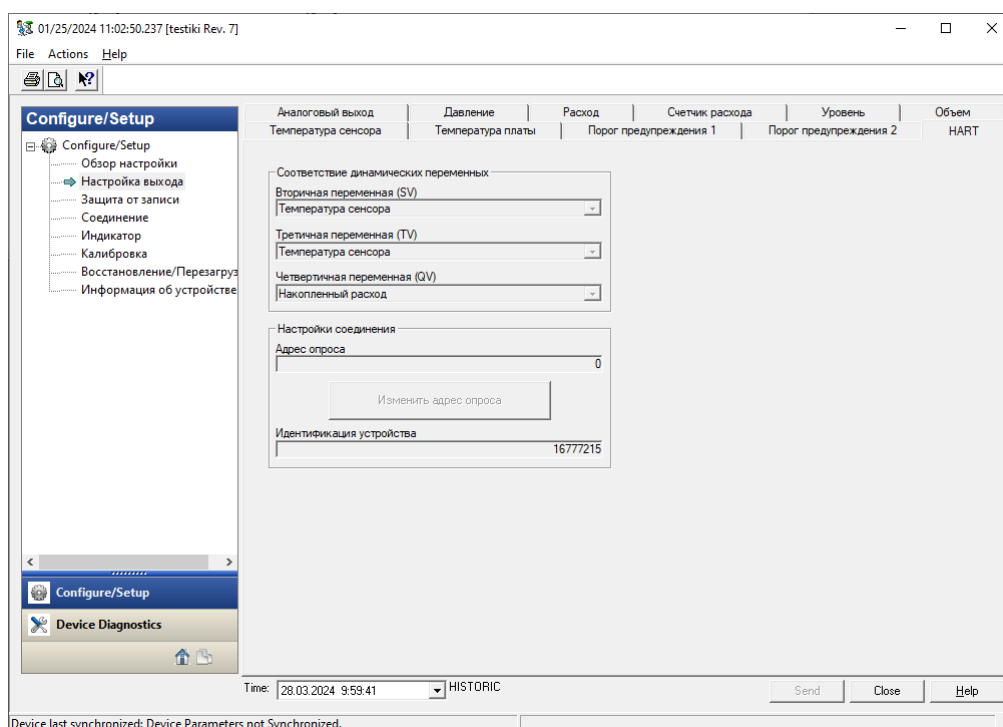 01/25/2024 11:02:50.237 [testiki Rev. 7]
File Actions Help
Configure/Setup
Configure/Setup
Обзор настройки
Настройка выхода
Защита от записи
Соединение
Индикатор
Калибровка
Восстановление/Перезагруз
Информация об устройстве
Configure/Setup
Device Diagnostics
Аналоговый выход Давление Расход Счетчик расхода Уровень Объем
Температура сенсора Температура платы Порог предупреждения 1 Порог предупреждения 2 HART
Соответствие динамических переменных
Вторичная переменная (SV)
Температура сенсора
Третичная переменная (TV)
Температура сенсора
Четвертичная переменная (QV)
Накопленный расход
Настройки соединения
Адрес опроса
0
Изменить адрес опроса
Идентификация устройства
16777215
Time: 28.03.2024 9:59:41 HISTORIC
Send Close Help
Device last synchronized: Device Parameters not Synchronized.